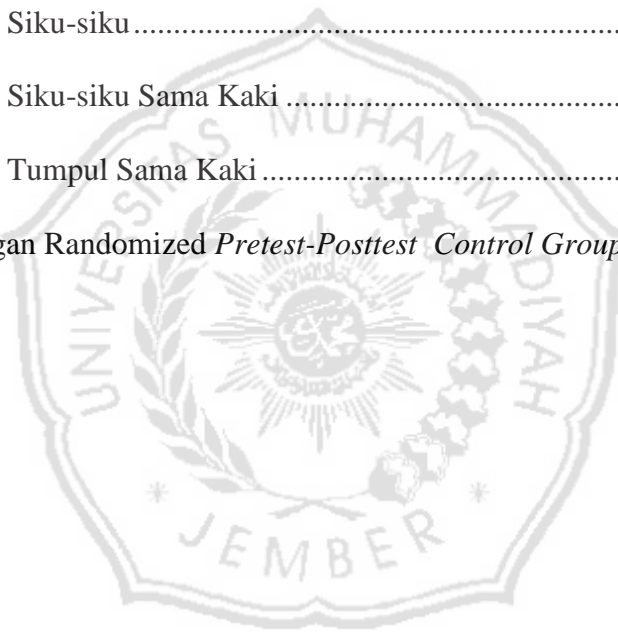 Siku-siku..............................................................
Siku-siku Sama Kaki..........................................
Tumpul Sama Kaki.............................................
gan Randomized Pretest-Posttest Control Group
UNIVERSITAS MUHAMMADIYAH
JEMBER